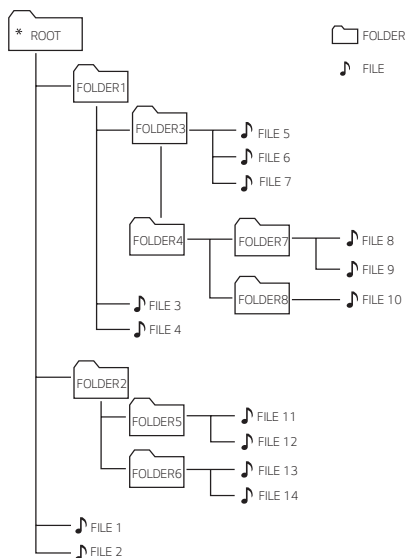 * ROOT
FOLDER
FILE
FOLDER1
FOLDER3
FILE 5
FILE 6
FILE 7
FOLDER4
FOLDER7
FILE 8
FILE 9
FOLDER8
FILE 10
FILE 3
FILE 4
FOLDER2
FOLDER5
FILE 11
FILE 12
FOLDER6
FILE 13
FILE 14
FILE 1
FILE 2